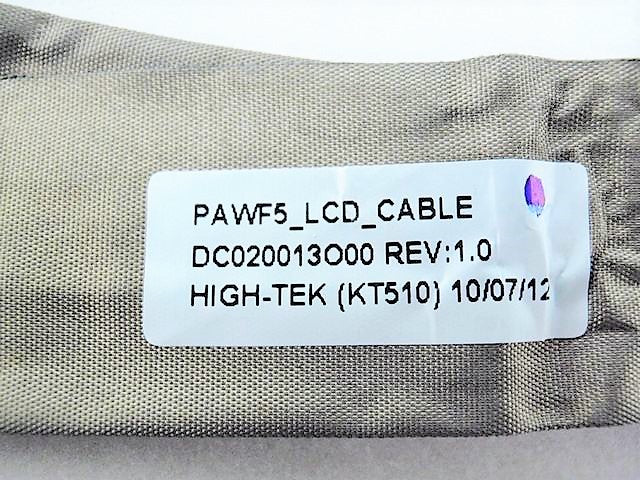 PAWF5_LCD_CABLE
DC020013O00 REV:1.0
HIGH-TEK (KT510) 10/07/12